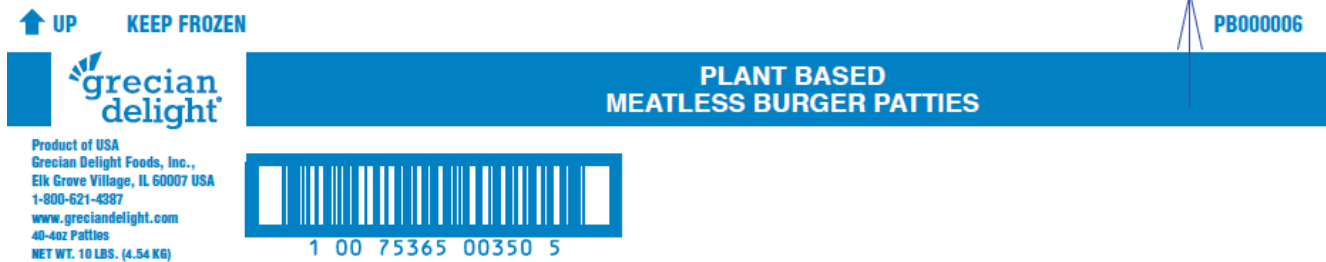 UP KEEP FROZEN PB000006
grecian
delight®
PLANT BASED
MEATLESS BURGER PATTIES
Product of USA
Grecian Delight Foods, Inc.,
Elk Grove Village, IL 60007 USA
1-800-621-4387
www.greciandelight.com
40-4oz Patties
NET WT. 10 LBS. (4.54 KG)
1 00 75365 00350 5